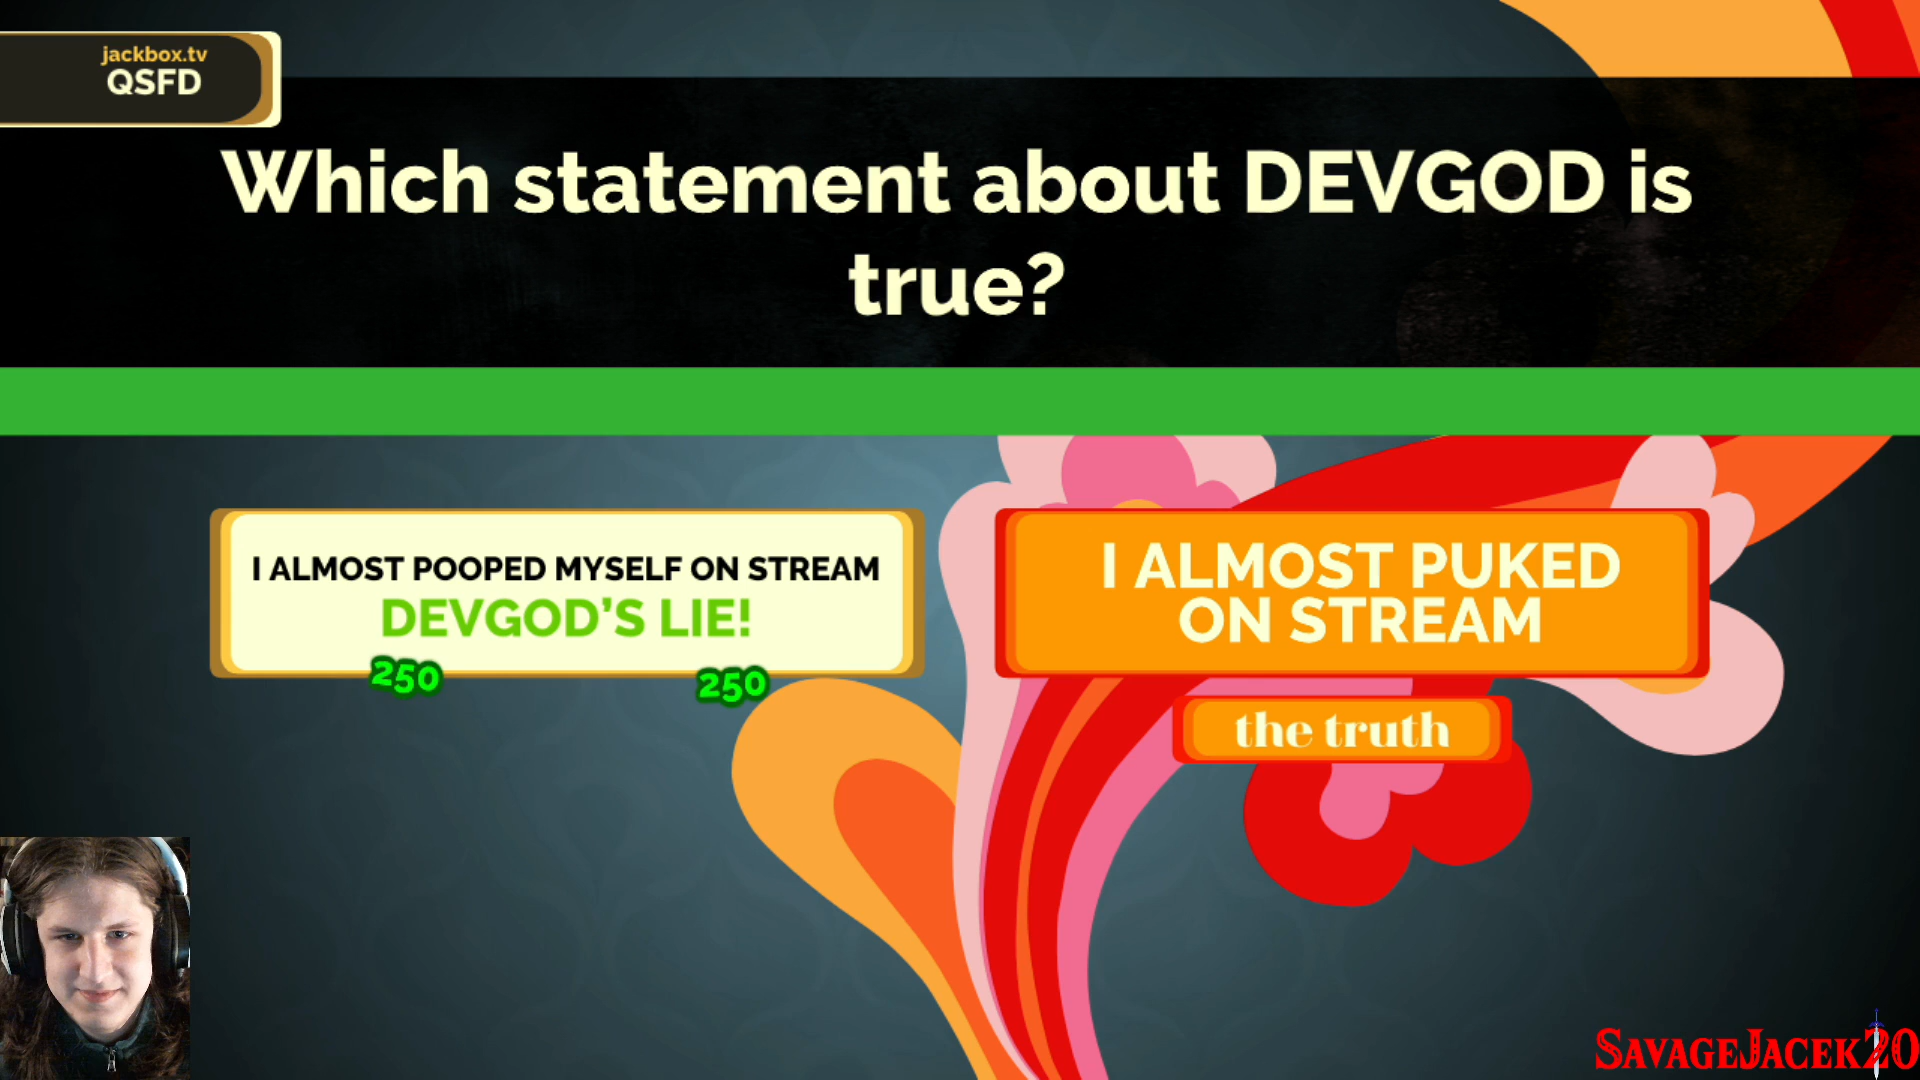 jackbox.tv
QSFD
Which statement about DEVGOD is
true?
I ALMOST POOPED MYSELF ON STREAM
DEVGOD'S LIE!
250
250
I ALMOST PUKED
ON STREAM
the truth
SAVAGEJACEK20